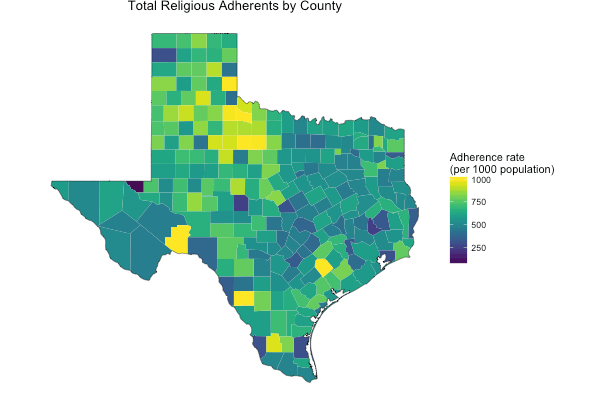 Total Religious Adherents by County
Adherence rate
(per 1000 population)
1000
750
500
250